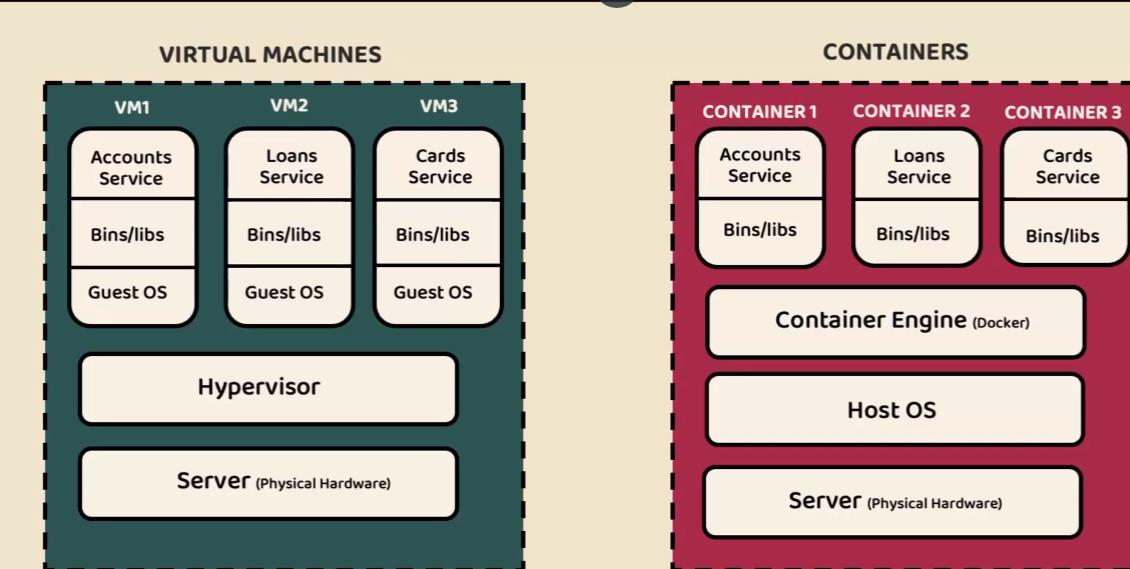 VIRTUAL MACHINES
VM1
VM2
VM3
Accounts
Service
Loans
Service
Cards
Service
Bins/libs
Bins/libs
Bins/libs
Guest OS
Guest OS
Guest OS
Hypervisor
Server (Physical Hardware)
CONTAINERS
CONTAINER 1
CONTAINER 2
CONTAINER 3
Accounts
Service
Loans
Service
Cards
Service
Bins/libs
Bins/libs
Bins/libs
Container Engine (Docker)
Host OS
Server (Physical Hardware)